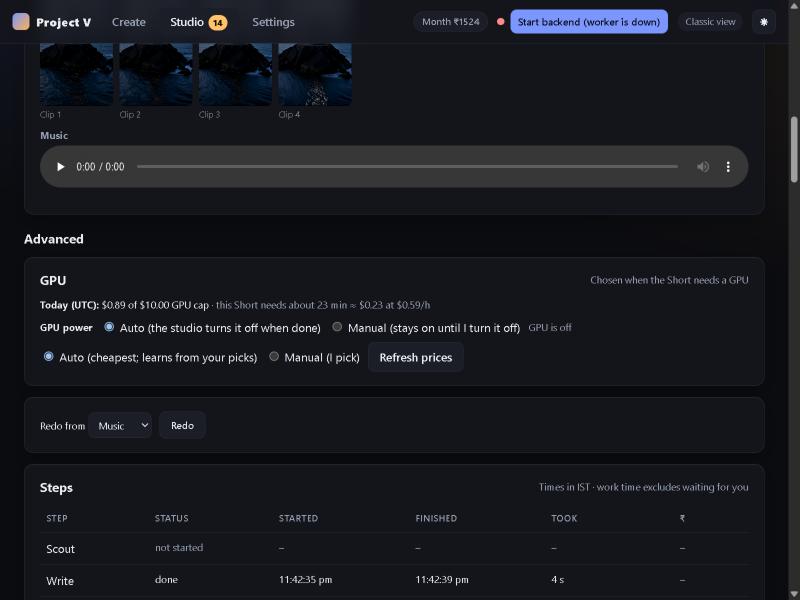 Project V Create Studio 14 Settings Month ₹1524 Start backend (worker is down) Classic view
Clip 1 Clip 2 Clip 3 Clip 4
Music
0:00 / 0:00
Advanced
GPU Chosen when the Short needs a GPU
Today (UTC): $0.89 of $10.00 GPU cap · this Short needs about 23 min ≈ $0.23 at $0.59/h
GPU power Auto (the studio turns it off when done) Manual (stays on until I turn it off) GPU is off
Auto (cheapest; learns from your picks) Manual (I pick) Refresh prices
Redo from Music Redo
Steps Times in IST · work time excludes waiting for you
STEP STATUS STARTED FINISHED TOOK ₹
Scout not started – – – –
Write done 11:42:35 pm 11:42:39 pm 4 s –